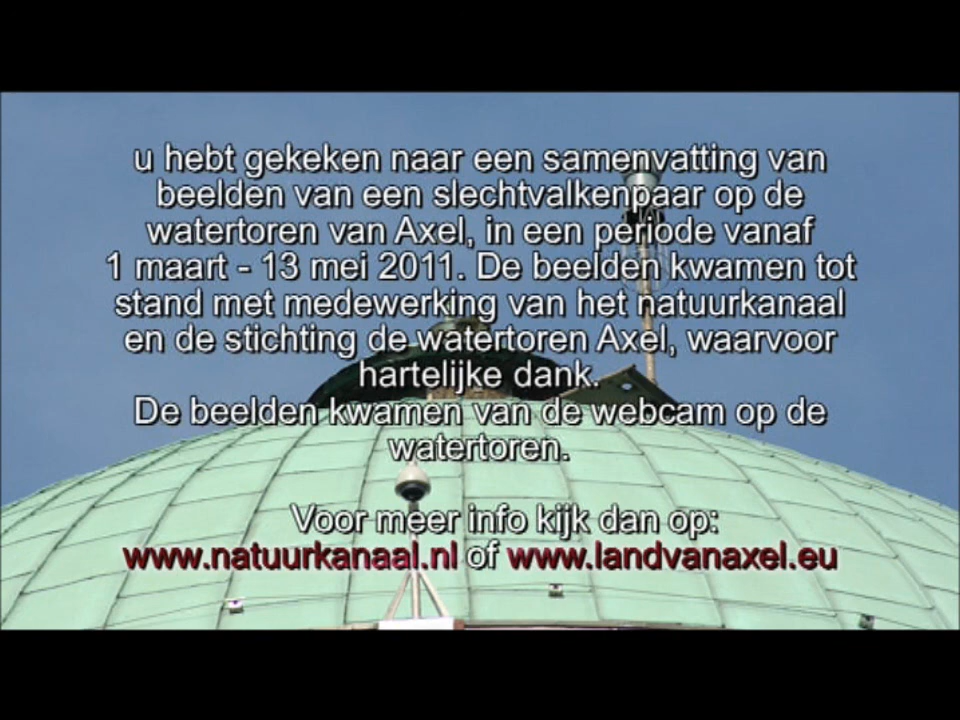 u hebt gekeken naar een samenvatting van
beelden van een slechtvalkenpaar op de
watertoren van Axel, in een periode vanaf
1 maart - 13 mei 2011. De beelden kwamen tot
stand met medewerking van het natuurkanaal
en de stichting de watertoren Axel, waarvoor
hartelijke dank.
De beelden kwamen van de webcam op de
watertoren.
Voor meer info kijk dan op:
www.natuurkanaal.nl of www.landvanaxel.eu